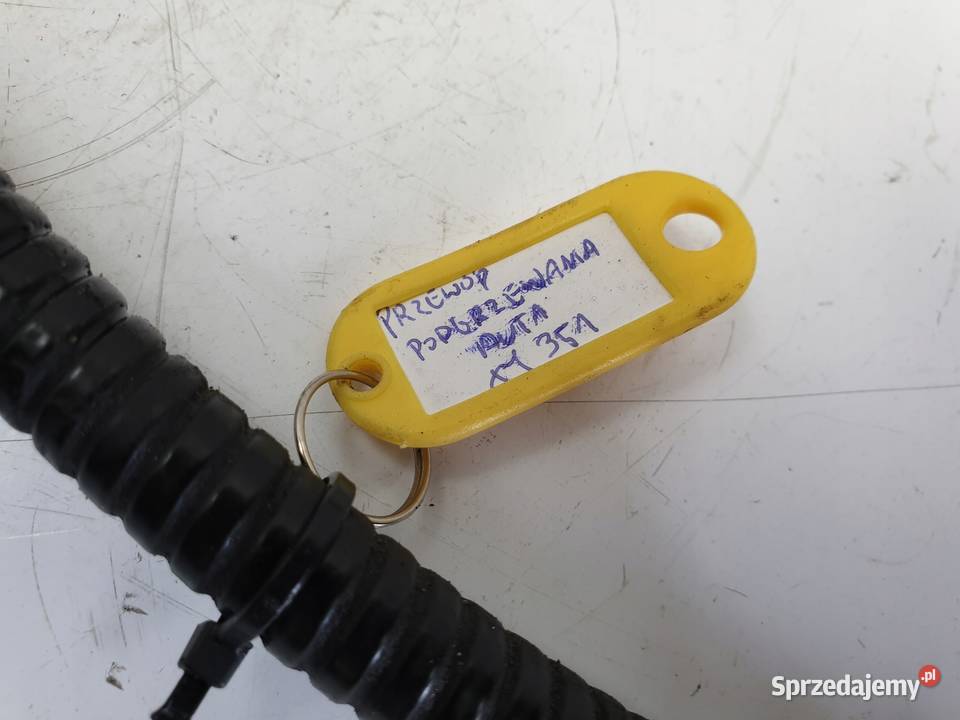 PRZEWÓD
PODGRZEWANIA
AUTA
351
Sprzedajemy.pl